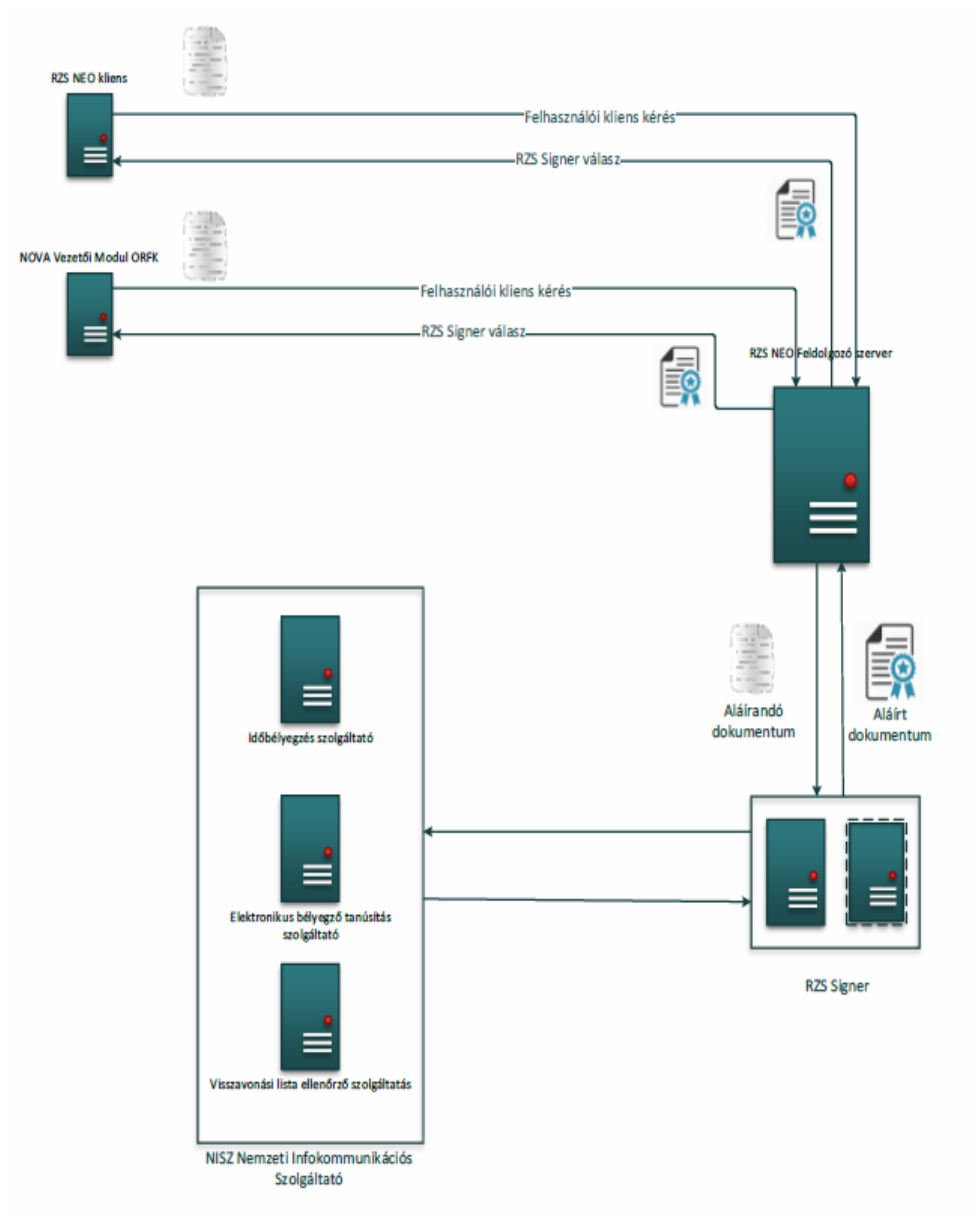 RZS NEO kliens
Felhasználói kliens kérés
RZS Signer válasz
NOVA Vezetői Modul ORFK
Felhasználói kliens kérés
RZS Signer válasz
RZS NEO Feldolgozó szerver
Aláírandó
dokumentum
Aláírt
dokumentum
Időbélyegzés szolgáltató
Elektronikus bélyegző tanúsítás
szolgáltató
Visszavonási lista ellenőrző szolgáltatás
RZS Signer
NISZ Nemzeti Infokommunikációs
Szolgáltató